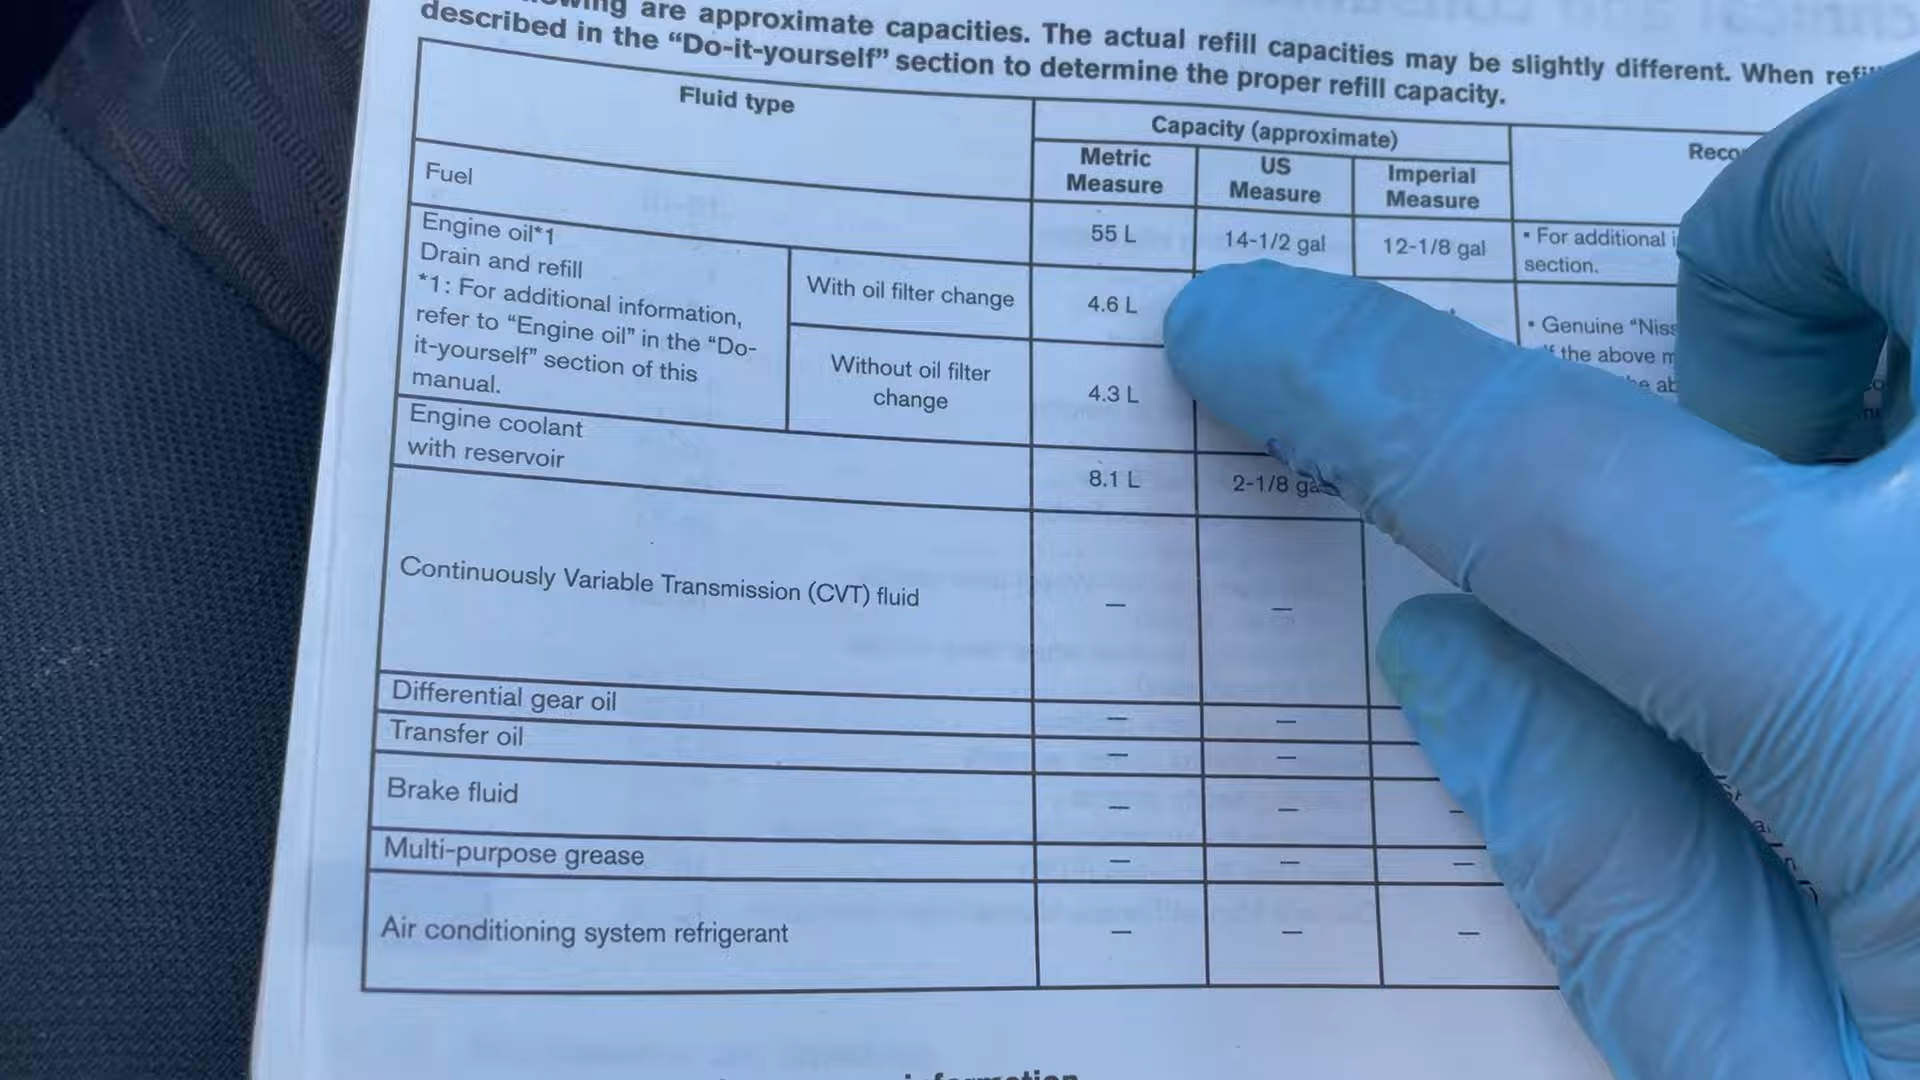 are approximate capacities. The actual refill capacities may be slightly different. When
described in the “Do-it-yourself” section to determine the proper refill capacity.
Fluid type
Capacity (approximate)
Metric
Measure
US
Measure
Imperial
Measure
Fuel
55 L
14-1/2 gal
12-1/8 gal
• For additional
section.
Engine oil*1
Drain and refill
*1: For additional information,
refer to “Engine oil” in the “Do-
it-yourself” section of this
manual.
With oil filter change
4.6 L
• Genuine
the above
Without oil filter
change
4.3 L
Engine coolant
with reservoir
8.1 L
2-1/8
Continuously Variable Transmission (CVT) fluid
—
—
Differential gear oil
—
—
Transfer oil
—
—
Brake fluid
—
—
—
Multi-purpose grease
—
—
—
Air conditioning system refrigerant
—
—
—